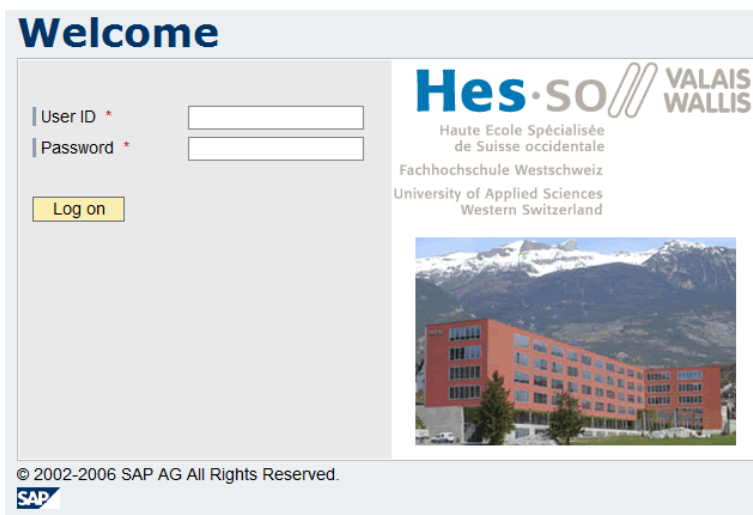 Welcome
User ID *
Password *
Log on
Hes·so VALAIS
WALLIS
Haute Ecole Spécialisée
de Suisse occidentale
Fachhochschule Westschweiz
University of Applied Sciences
Western Switzerland
© 2002-2006 SAP AG All Rights Reserved.
SAP